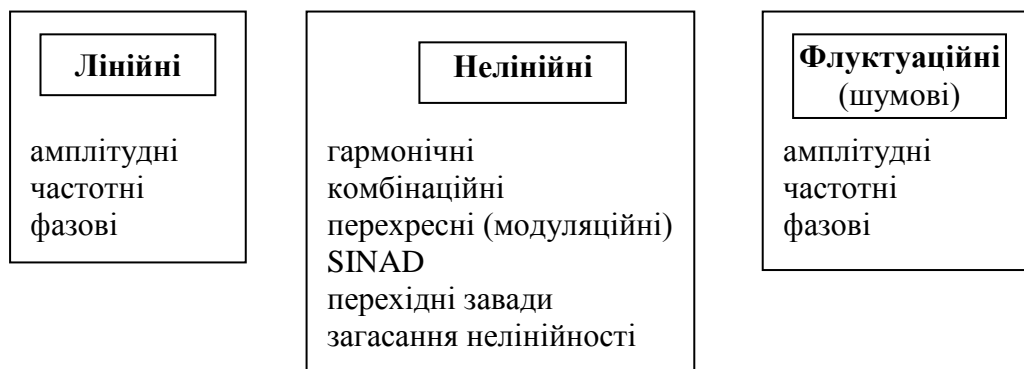 Лінійні
амплітудні
частотні
фазові
Нелінійні
гармонічні
комбінаційні
перехресні (модуляційні)
SINAD
перехідні завади
загасання нелінійності
Флуктуаційні
(шумові)
амплітудні
частотні
фазові